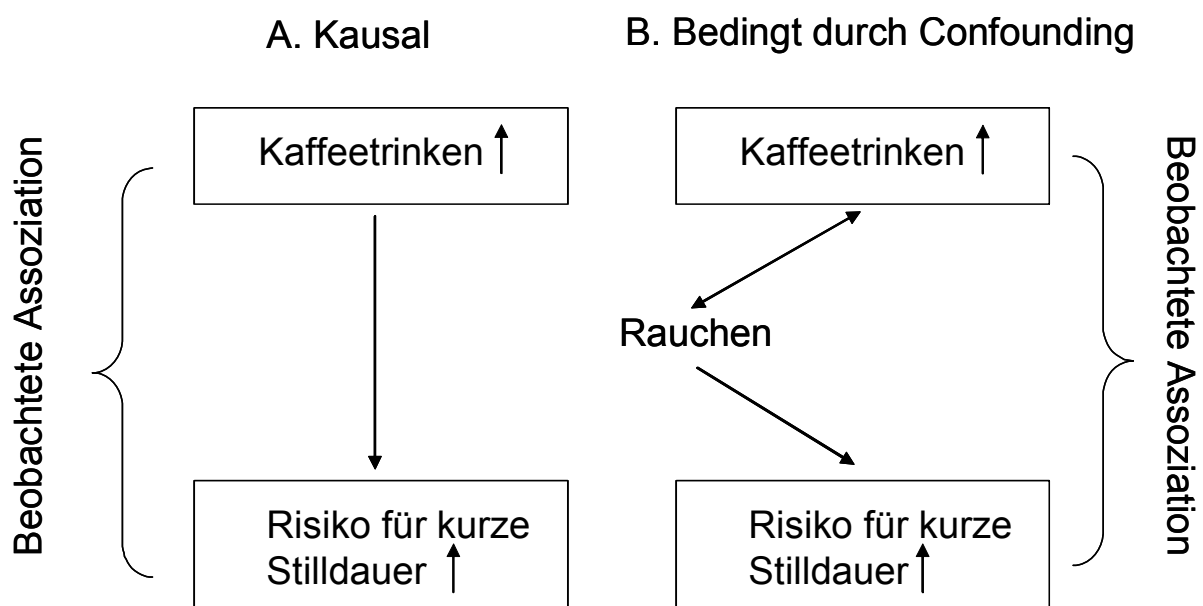 A. Kausal
B. Bedingt durch Confounding
Beobachtete Assoziation
Kaffeetrinken
Risiko für kurze
Stilldauer
Kaffeetrinken
Rauchen
Risiko für kurze
Stilldauer
Beobachtete Assoziation